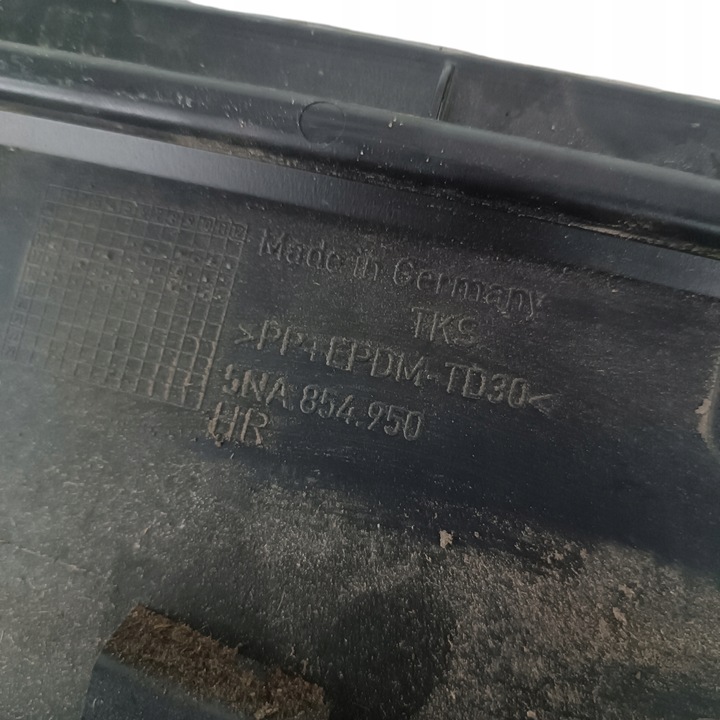 Made in Germany
TKS
>PP+EPDM-TD30<
5NA.854.950
HR